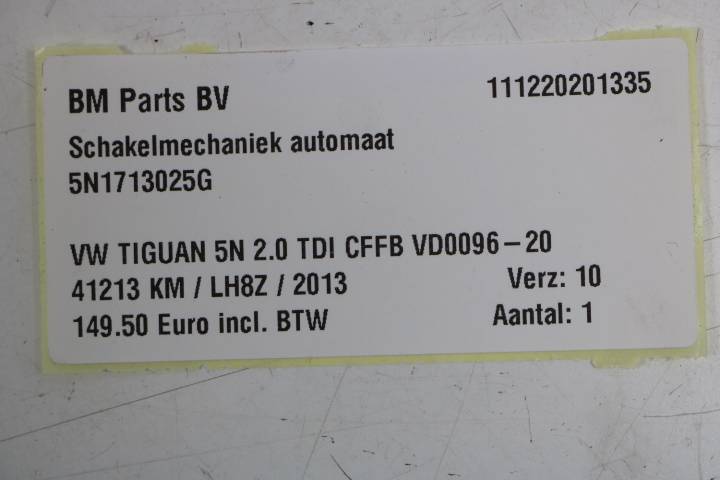 BM Parts BV 111220201335
Schakelmechaniek automaat
5N1713025G
VW TIGUAN 5N 2.0 TDI CFFB VD0096-20
41213 KM / LH8Z / 2013 Verz: 10
149.50 Euro incl. BTW Aantal: 1